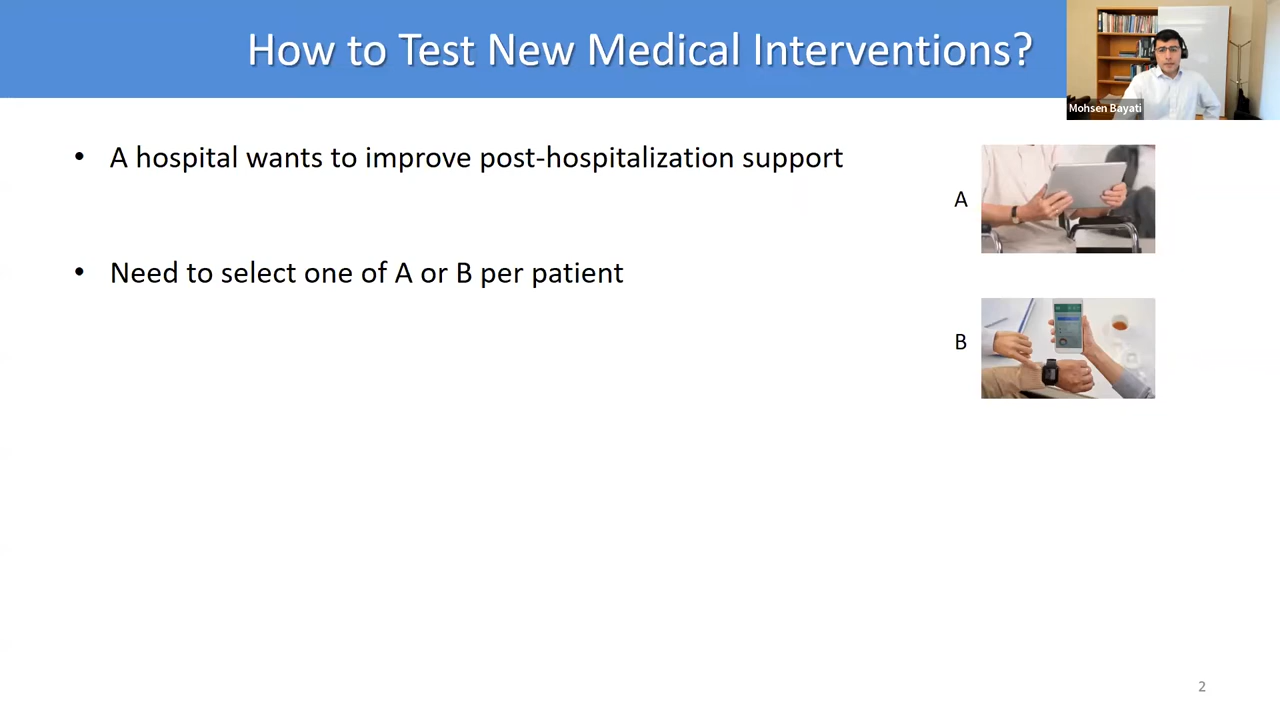 How to Test New Medical Interventions?
Mohsen Bayati
• A hospital wants to improve post-hospitalization support
A
• Need to select one of A or B per patient
B
2